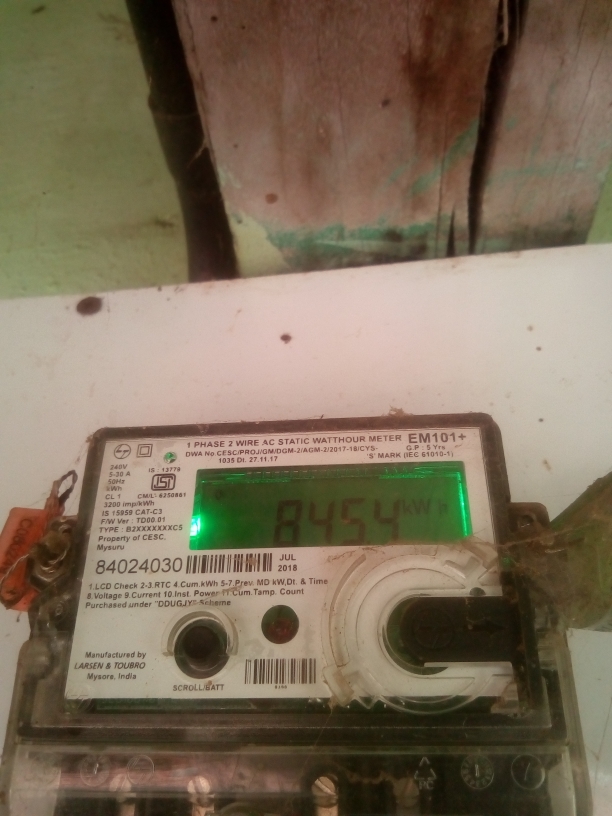 1 PHASE 2 WIRE AC STATIC WATTHOUR METER EM101+
DWA No CESC/PROJ/GM/DGM-2/AGM-2/2017-18/CYS- G.P : 5 Yrs
1035 Dt. 27.11.17 'S' MARK (IEC 61010-1)
240V
5-30 A
50Hz
kWh
IS : 13779
CL 1 CM/L-
3200 imp/kWh
IS 15959 CAT-C3
F/W Ver : TD00.01
TYPE : B2XXXXXXXC5
Property of CESC,
Mysuru
8454 kWh
84024030
JUL
2018
1.LCD Check 2-3.RTC 4.Cum.kWh 5-7.Prev. MD kW,Dt. & Time
8.Voltage 9.Current 10.Inst. Power 11.Cum.Tamp. Count
Purchased under "DDUGJY" Scheme
Manufactured by
LARSEN & TOUBRO
Mysore, India
SCROLL/BATT